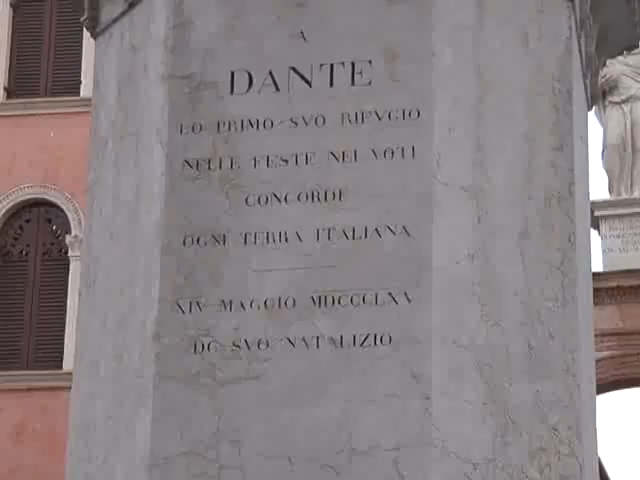 A
DANTE
LO PRIMO SVO RIFVGIO
NELLE FESTE NEI VOTI
CONCORDE
OGNI TERRA ITALIANA
XIV MAGGIO MDCCCLXV
DC SVO NATALIZIO